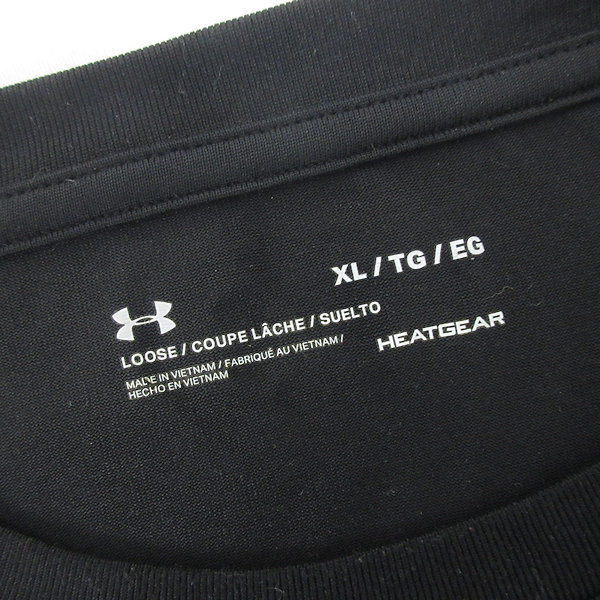 XL / TG / EG
LOOSE / COUPE LÂCHE / SUELTO
HEATGEAR
MADE IN VIETNAM / FABRIQUÉ AU VIETNAM /
HECHO EN VIETNAM